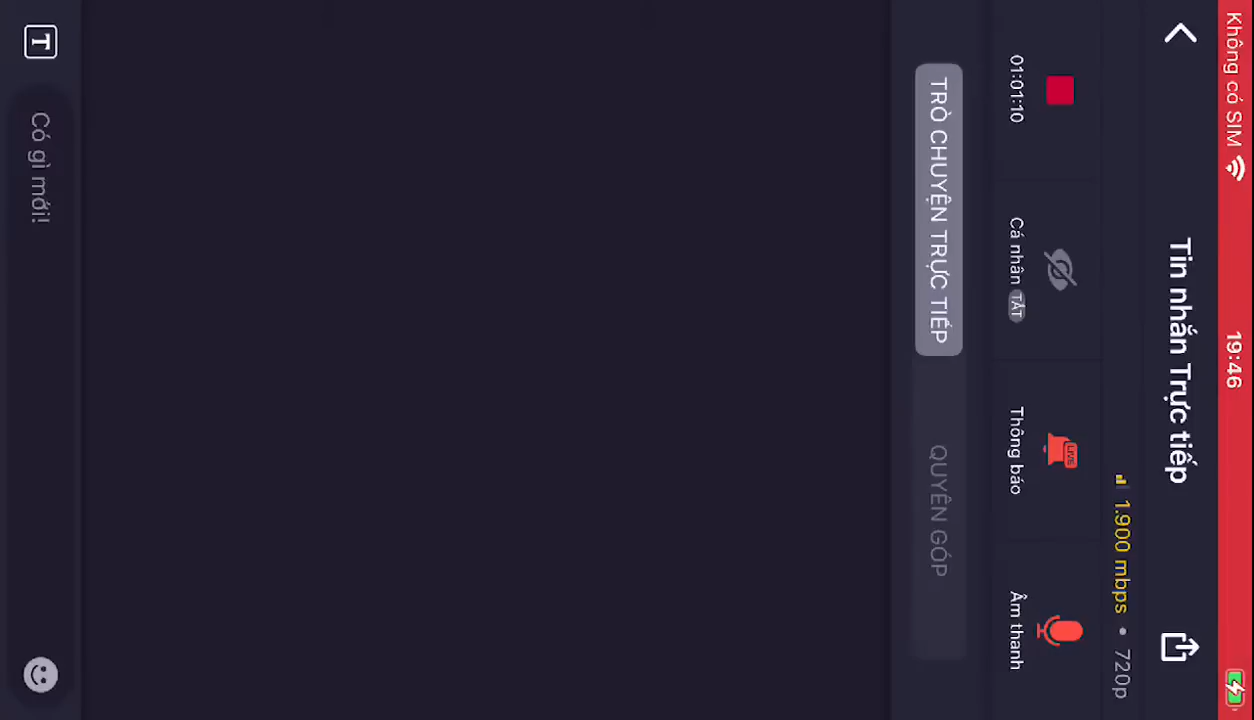 Không có SIM 19:46
Tin nhắn Trực tiếp
1.900 mbps • 720p
01:01:10
Cá nhân TẮT
LIVE
Thông báo
Âm thanh
TRÒ CHUYỆN TRỰC TIẾP
QUYÊN GÓP
T
Có gì mới!